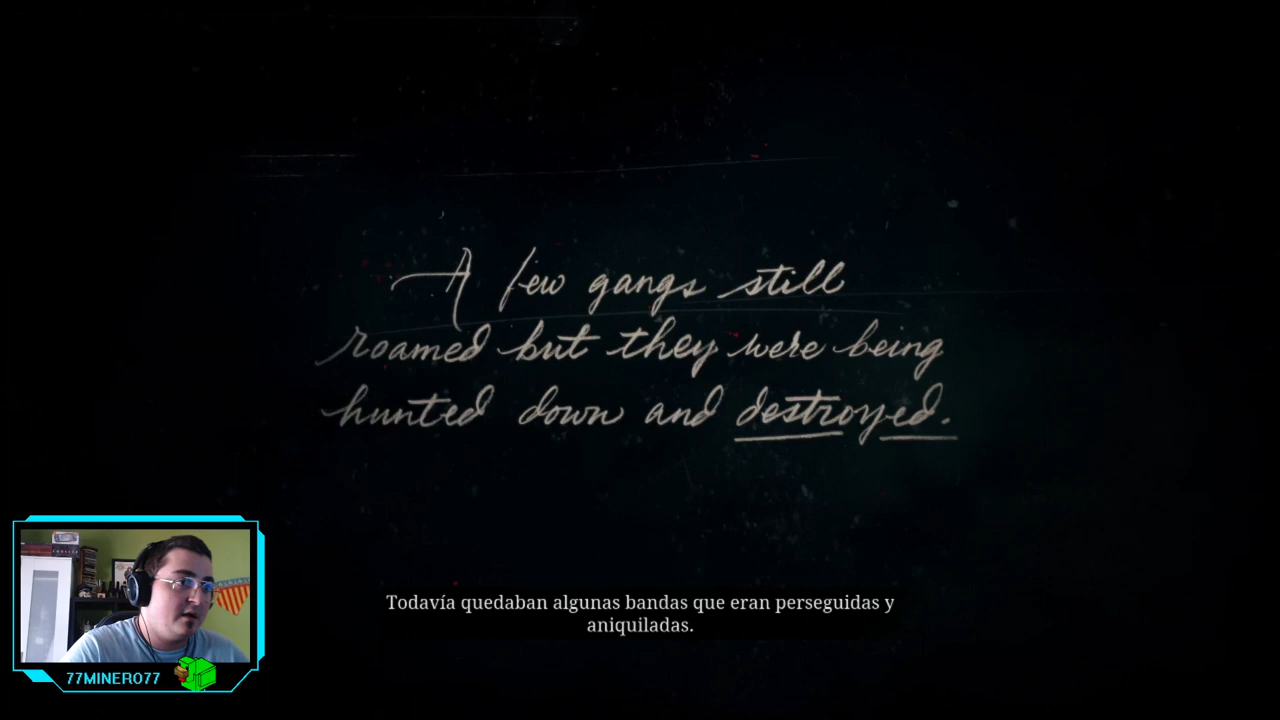 A few gangs still
roamed but they were being
hunted down and destroyed.
Todavía quedaban algunas bandas que eran perseguidas y
aniquiladas.
77MINERO77